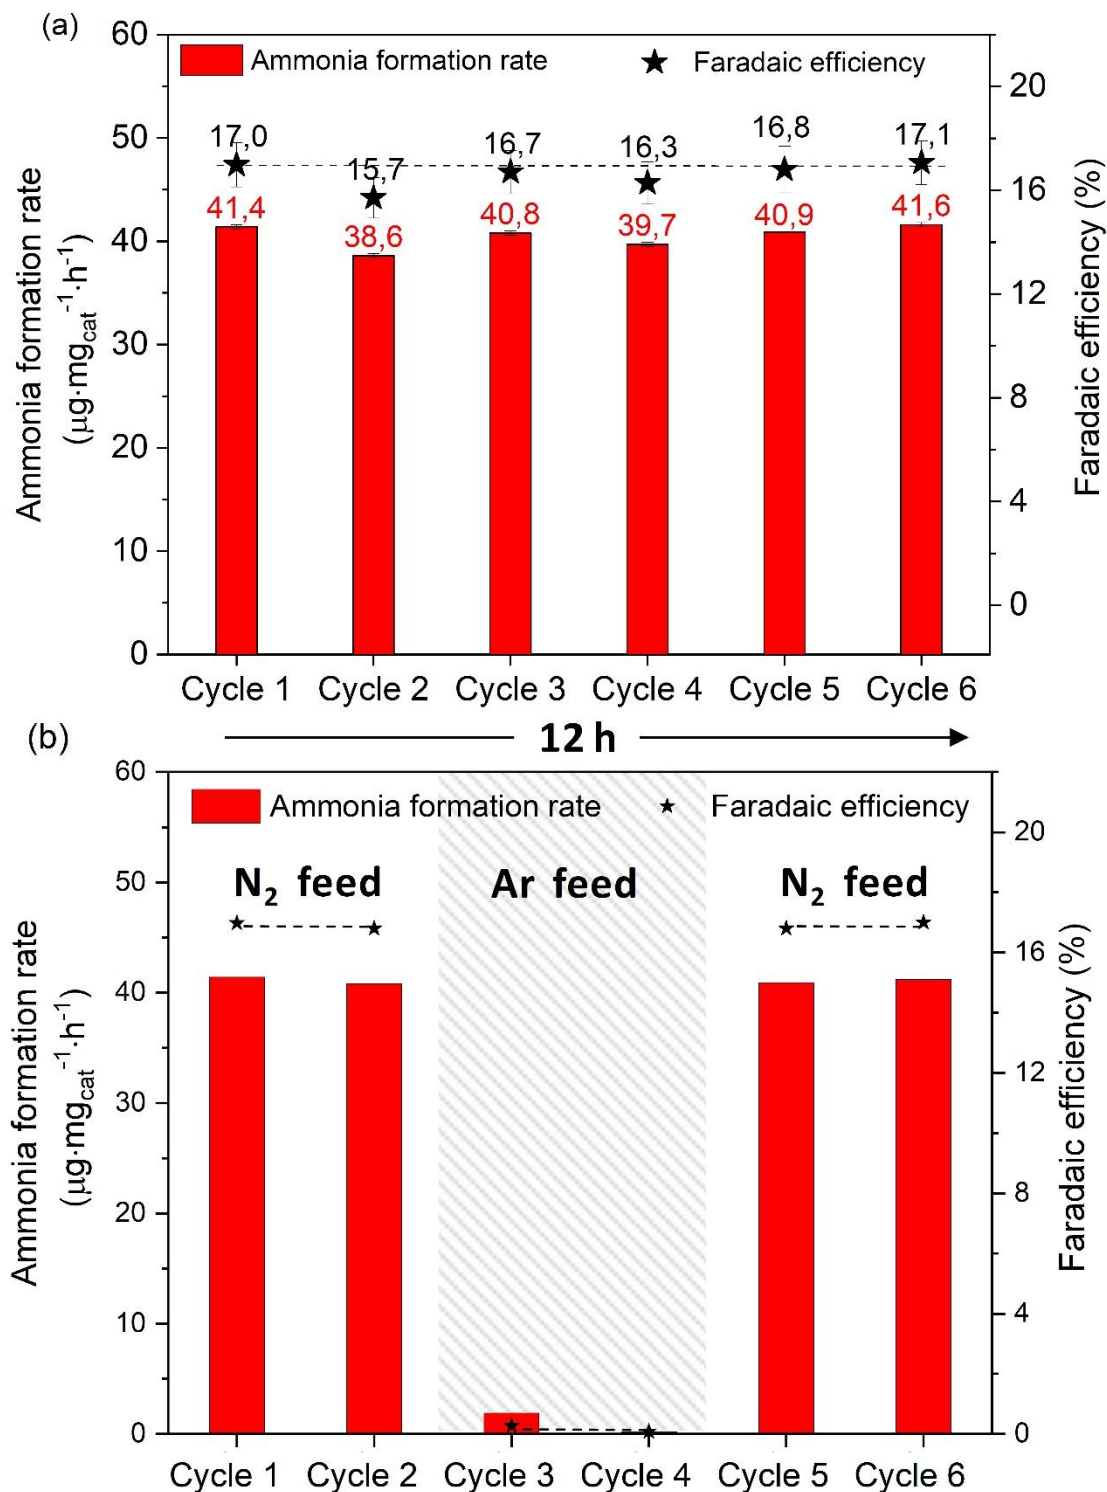 (a)
Ammonia formation rate ★ Faradaic efficiency
60
50
40
30
20
10
0
Ammonia formation rate
(μg·mg_cat⁻¹·h⁻¹)
17,0 15,7 16,7 16,3 16,8 17,1
41,4 38,6 40,8 39,7 40,9 41,6
20
16
12
8
4
0
Faradaic efficiency (%)
Cycle 1 Cycle 2 Cycle 3 Cycle 4 Cycle 5 Cycle 6
12 h
(b)
Ammonia formation rate ★ Faradaic efficiency
N₂ feed Ar feed N₂ feed
60
50
40
30
20
10
0
Ammonia formation rate
(μg·mg_cat⁻¹·h⁻¹)
20
16
12
8
4
0
Faradaic efficiency (%)
Cycle 1 Cycle 2 Cycle 3 Cycle 4 Cycle 5 Cycle 6